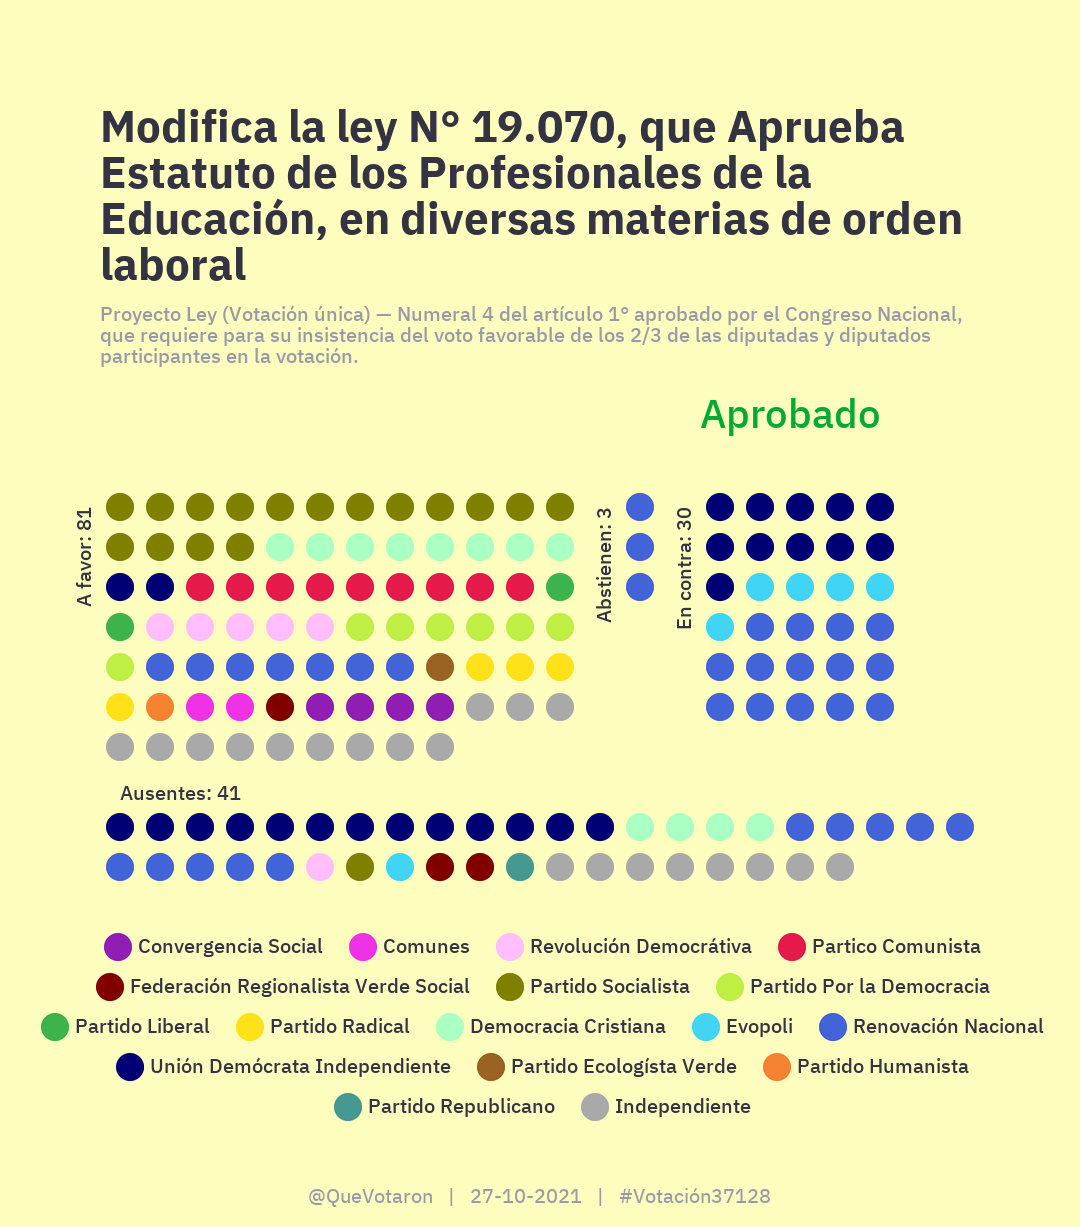 Modifica la ley N° 19.070, que Aprueba
Estatuto de los Profesionales de la
Educación, en diversas materias de orden
laboral
Proyecto Ley (Votación única) — Numeral 4 del artículo 1° aprobado por el Congreso Nacional,
que requiere para su insistencia del voto favorable de los 2/3 de las diputadas y diputados
participantes en la votación.
Aprobado
A favor: 81
Abstienen: 3
En contra: 30
Ausentes: 41
Convergencia Social
Comunes
Revolución Demócrátiva
Partico Comunista
Federación Regionalista Verde Social
Partido Socialista
Partido Por la Democracia
Partido Liberal
Partido Radical
Democracia Cristiana
Evopoli
Renovación Nacional
Unión Demócrata Independiente
Partido Ecologísta Verde
Partido Humanista
Partido Republicano
Independiente
@QueVotaron | 27-10-2021 | #Votación37128